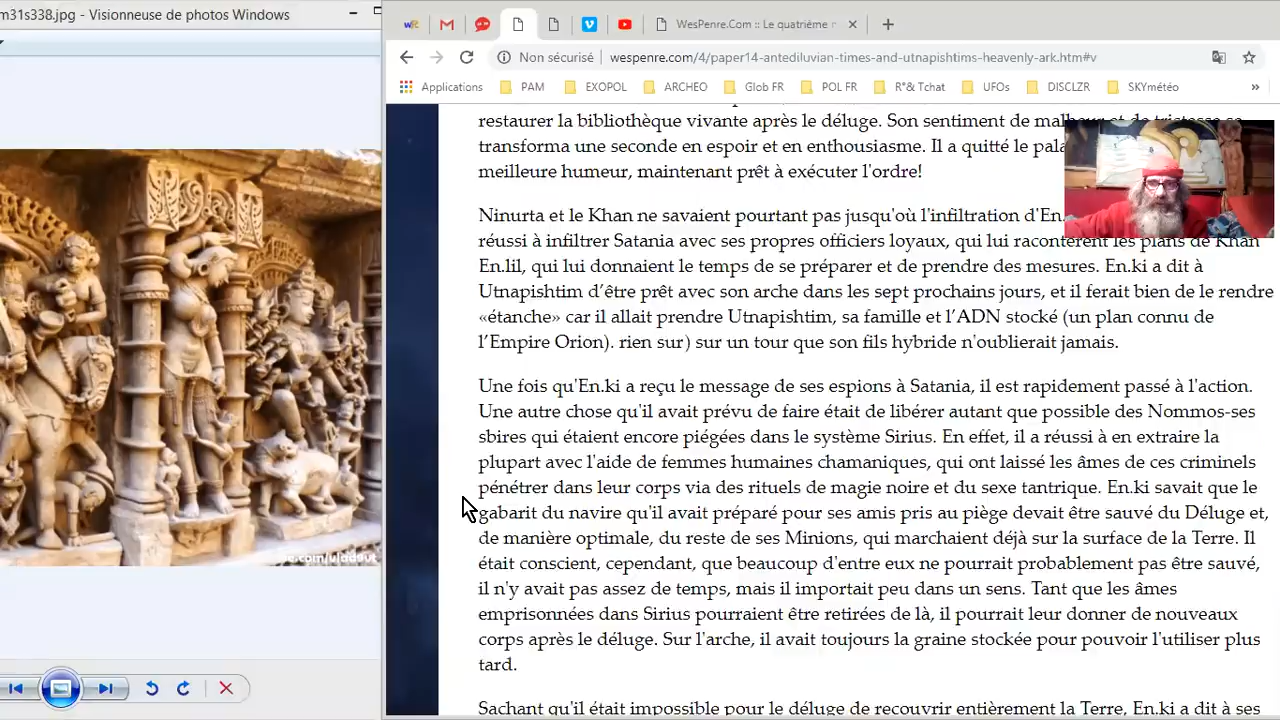 m31s338.jpg - Visionneuse de photos Windows
WesPenre.Com :: Le quatrième
Non sécurisé
wespenre.com/4/paper14-antediluvian-times-and-utnapishtims-heavenly-ark.htm#v
Applications
PAM
EXOPOL
ARCHEO
Glob FR
POL FR
R°& Tchat
UFOs
DISCLZR
SKYmétéo
»
restaurer la bibliothèque vivante après le déluge. Son sentiment de
transforma une seconde en espoir et en enthousiasme. Il a quitté le
meilleure humeur, maintenant prêt à exécuter l'ordre!
Ninurta et le Khan ne savaient pourtant pas jusqu'où l'infiltration
réussi à infiltrer Satania avec ses propres officiers loyaux, qui lui racontèrent les plans de Khan
En.lil, qui lui donnaient le temps de se préparer et de prendre des mesures. En.ki a dit à
Utnapishtim d’être prêt avec son arche dans les sept prochains jours, et il ferait bien de le rendre
«étanche» car il allait prendre Utnapishtim, sa famille et l’ADN stocké (un plan connu de
l’Empire Orion). rien sur) sur un tour que son fils hybride n'oublierait jamais.
Une fois qu'En.ki a reçu le message de ses espions à Satania, il est rapidement passé à l'action.
Une autre chose qu'il avait prévu de faire était de libérer autant que possible des Nommos-ses
sbires qui étaient encore piégées dans le système Sirius. En effet, il a réussi à en extraire la
plupart avec l'aide de femmes humaines chamaniques, qui ont laissé les âmes de ces criminels
pénétrer dans leur corps via des rituels de magie noire et du sexe tantrique. En.ki savait que le
gabarit du navire qu'il avait préparé pour ses amis pris au piège devait être sauvé du Déluge et,
de manière optimale, du reste de ses Minions, qui marchaient déjà sur la surface de la Terre. Il
était conscient, cependant, que beaucoup d'entre eux ne pourrait probablement pas être sauvé,
il n'y avait pas assez de temps, mais il importait peu dans un sens. Tant que les âmes
emprisonnées dans Sirius pourraient être retirées de là, il pourrait leur donner de nouveaux
corps après le déluge. Sur l'arche, il avait toujours la graine stockée pour pouvoir l'utiliser plus
tard.
Sachant qu'il était impossible pour le déluge de recouvrir entièrement la Terre, En.ki a dit à ses